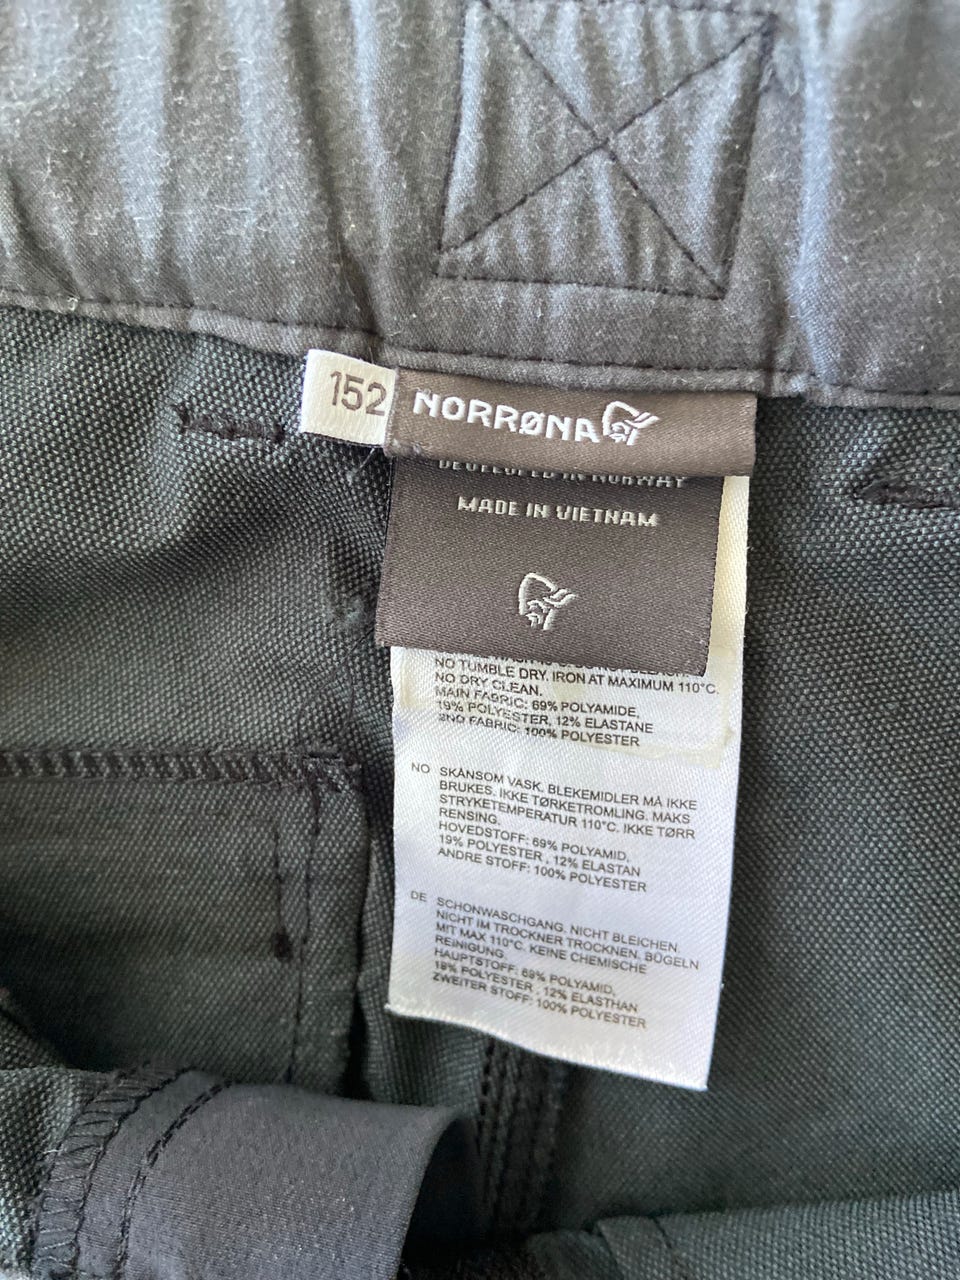 152
NORRØNA
DEVELOPED IN NORWAY
MADE IN VIETNAM
NO TUMBLE DRY, IRON AT MAXIMUM 110°C.
NO DRY CLEAN.
MAIN FABRIC: 69% POLYAMIDE,
19% POLYESTER, 12% ELASTANE
2ND FABRIC: 100% POLYESTER
NO SKÅNSOM VASK. BLEKEMIDLER MÅ IKKE
BRUKES. IKKE TØRKETROMLING. MAKS
STRYKETEMPERATUR 110°C. IKKE TØRR
RENSING.
HOVEDSTOFF: 69% POLYAMID,
19% POLYESTER , 12% ELASTAN
ANDRE STOFF: 100% POLYESTER
DE SCHONWASCHGANG. NICHT BLEICHEN.
NICHT IM TROCKNER TROCKNEN, BÜGELN
MIT MAX 110°C. KEINE CHEMISCHE
REINIGUNG.
HAUPTSTOFF: 69% POLYAMID,
19% POLYESTER, 12% ELASTHAN
ZWEITER STOFF: 100% POLYESTER